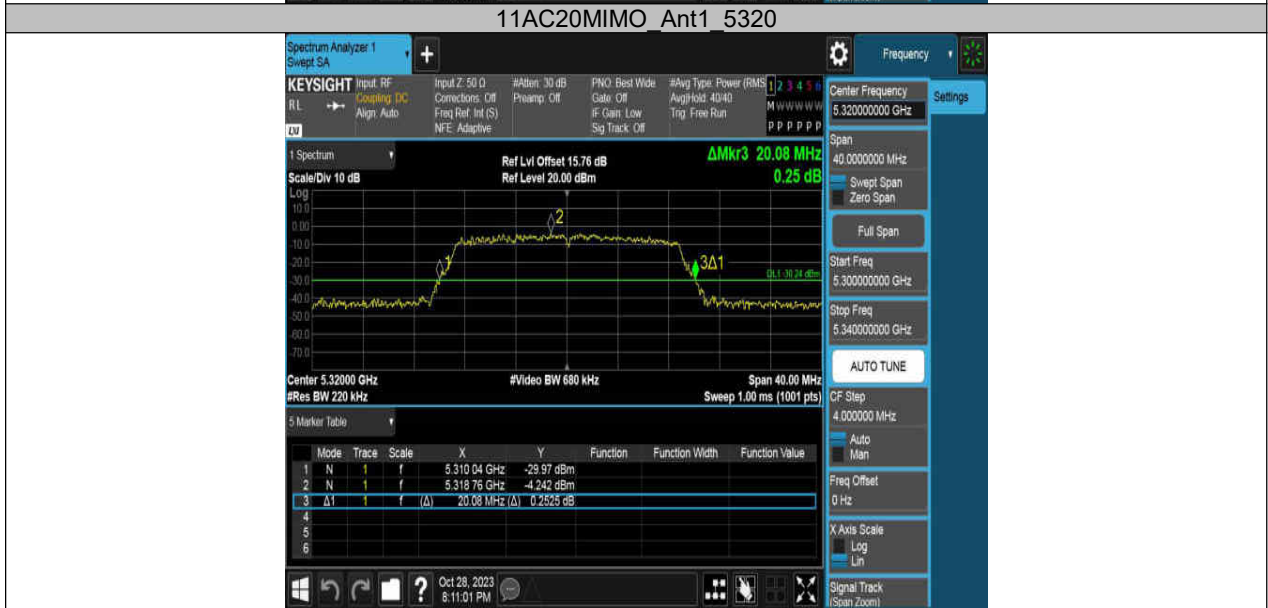 11AC20MIMO_Ant1_5320
Spectrum Analyzer 1
Swept SA
+
Frequency
KEYSIGHT
Input: RF
Coupling: DC
Align: Auto
RL
LXI
Input Z: 50 Ω
Corrections: Off
Freq Ref: Int (S)
NFE: Adaptive
#Atten: 30 dB
Preamp: Off
PNO: Best Wide
Gate: Off
IF Gain: Low
Sig Track: Off
#Avg Type: Power (RMS
Avg|Hold: 40/40
Trig: Free Run
1 2 3 4 5 6
M W W W W W
P P P P P P
Center Frequency
5.320000000 GHz
Settings
Span
40.0000000 MHz
Swept Span
Zero Span
Full Span
Start Freq
5.300000000 GHz
Stop Freq
5.340000000 GHz
AUTO TUNE
CF Step
4.000000 MHz
Auto
Man
Freq Offset
0 Hz
X Axis Scale
Log
Lin
Signal Track
(Span Zoom)
1 Spectrum
Scale/Div 10 dB
Ref Lvl Offset 15.76 dB
Ref Level 20.00 dBm
ΔMkr3 20.08 MHz
0.25 dB
Log
10.0
0.00
-10.0
-20.0
-30.0
-40.0
-50.0
-60.0
-70.0
1
2
3Δ1
DL1 -30.24 dBm
Center 5.32000 GHz
#Res BW 220 kHz
#Video BW 680 kHz
Span 40.00 MHz
Sweep 1.00 ms (1001 pts)
5 Marker Table
Mode Trace Scale X Y Function Function Width Function Value
1 N 1 f 5.310 04 GHz -29.97 dBm
2 N 1 f 5.318 76 GHz -4.242 dBm
3 Δ1 1 f (Δ) 20.08 MHz (Δ) 0.2525 dB
4
5
6
?
Oct 28, 2023
8:11:01 PM